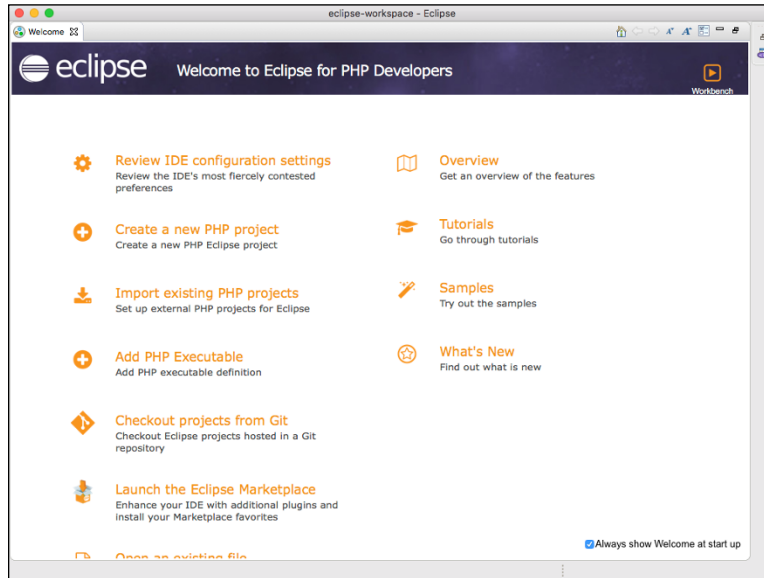 eclipse-workspace - Eclipse
Welcome
eclipse
Welcome to Eclipse for PHP Developers
Workbench
Review IDE configuration settings
Review the IDE's most fiercely contested
preferences
Create a new PHP project
Create a new PHP Eclipse project
Import existing PHP projects
Set up external PHP projects for Eclipse
Add PHP Executable
Add PHP executable definition
Checkout projects from Git
Checkout Eclipse projects hosted in a Git
repository
Launch the Eclipse Marketplace
Enhance your IDE with additional plugins and
install your Marketplace favorites
Open an existing file
Overview
Get an overview of the features
Tutorials
Go through tutorials
Samples
Try out the samples
What's New
Find out what is new
Always show Welcome at start up